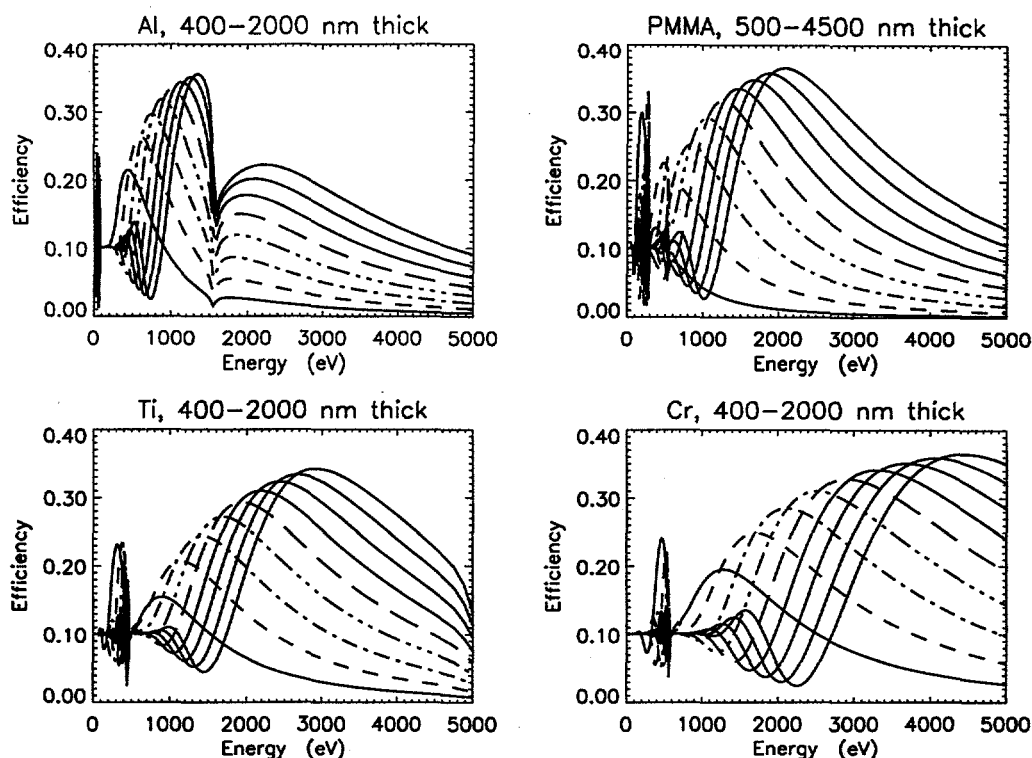 Al, 400–2000 nm thick
0.40
0.30
0.20
0.10
0.00
Efficiency
0 1000 2000 3000 4000 5000
Energy (eV)
PMMA, 500–4500 nm thick
0.40
0.30
0.20
0.10
0.00
Efficiency
0 1000 2000 3000 4000 5000
Energy (eV)
Ti, 400–2000 nm thick
0.40
0.30
0.20
0.10
0.00
Efficiency
0 1000 2000 3000 4000 5000
Energy (eV)
Cr, 400–2000 nm thick
0.40
0.30
0.20
0.10
0.00
Efficiency
0 1000 2000 3000 4000 5000
Energy (eV)